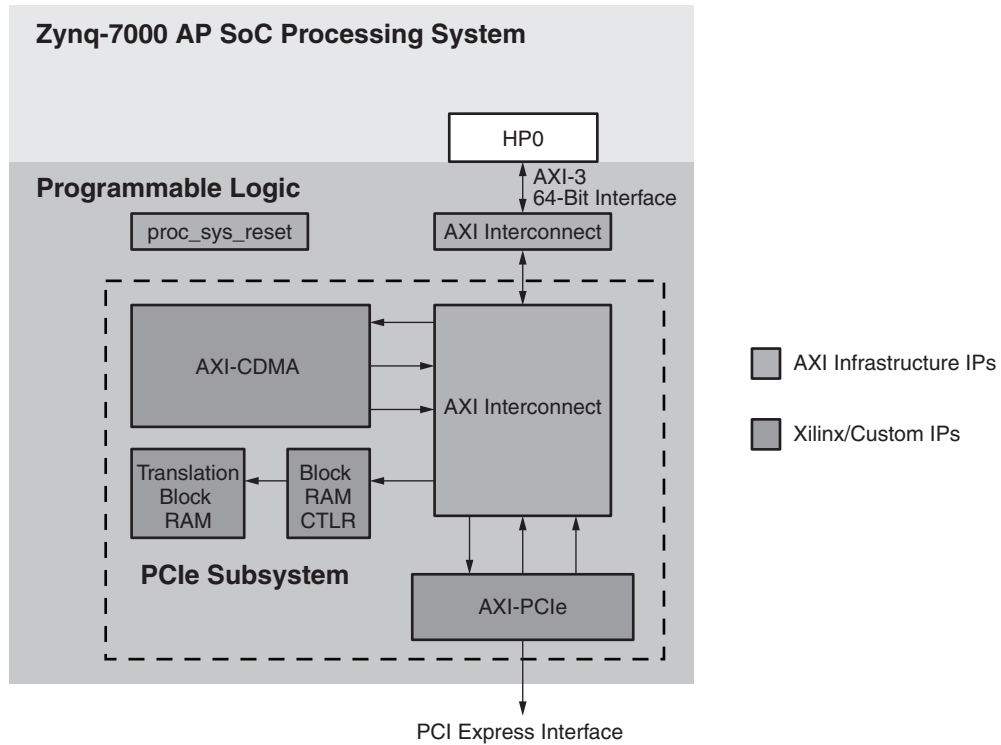 Zynq-7000 AP SoC Processing System
HP0
AXI-3
64-Bit Interface
Programmable Logic
proc_sys_reset
AXI Interconnect
AXI-CDMA
AXI Interconnect
Translation
Block
RAM
Block
RAM
CTLR
PCIe Subsystem
AXI-PCIe
PCI Express Interface
AXI Infrastructure IPs
Xilinx/Custom IPs